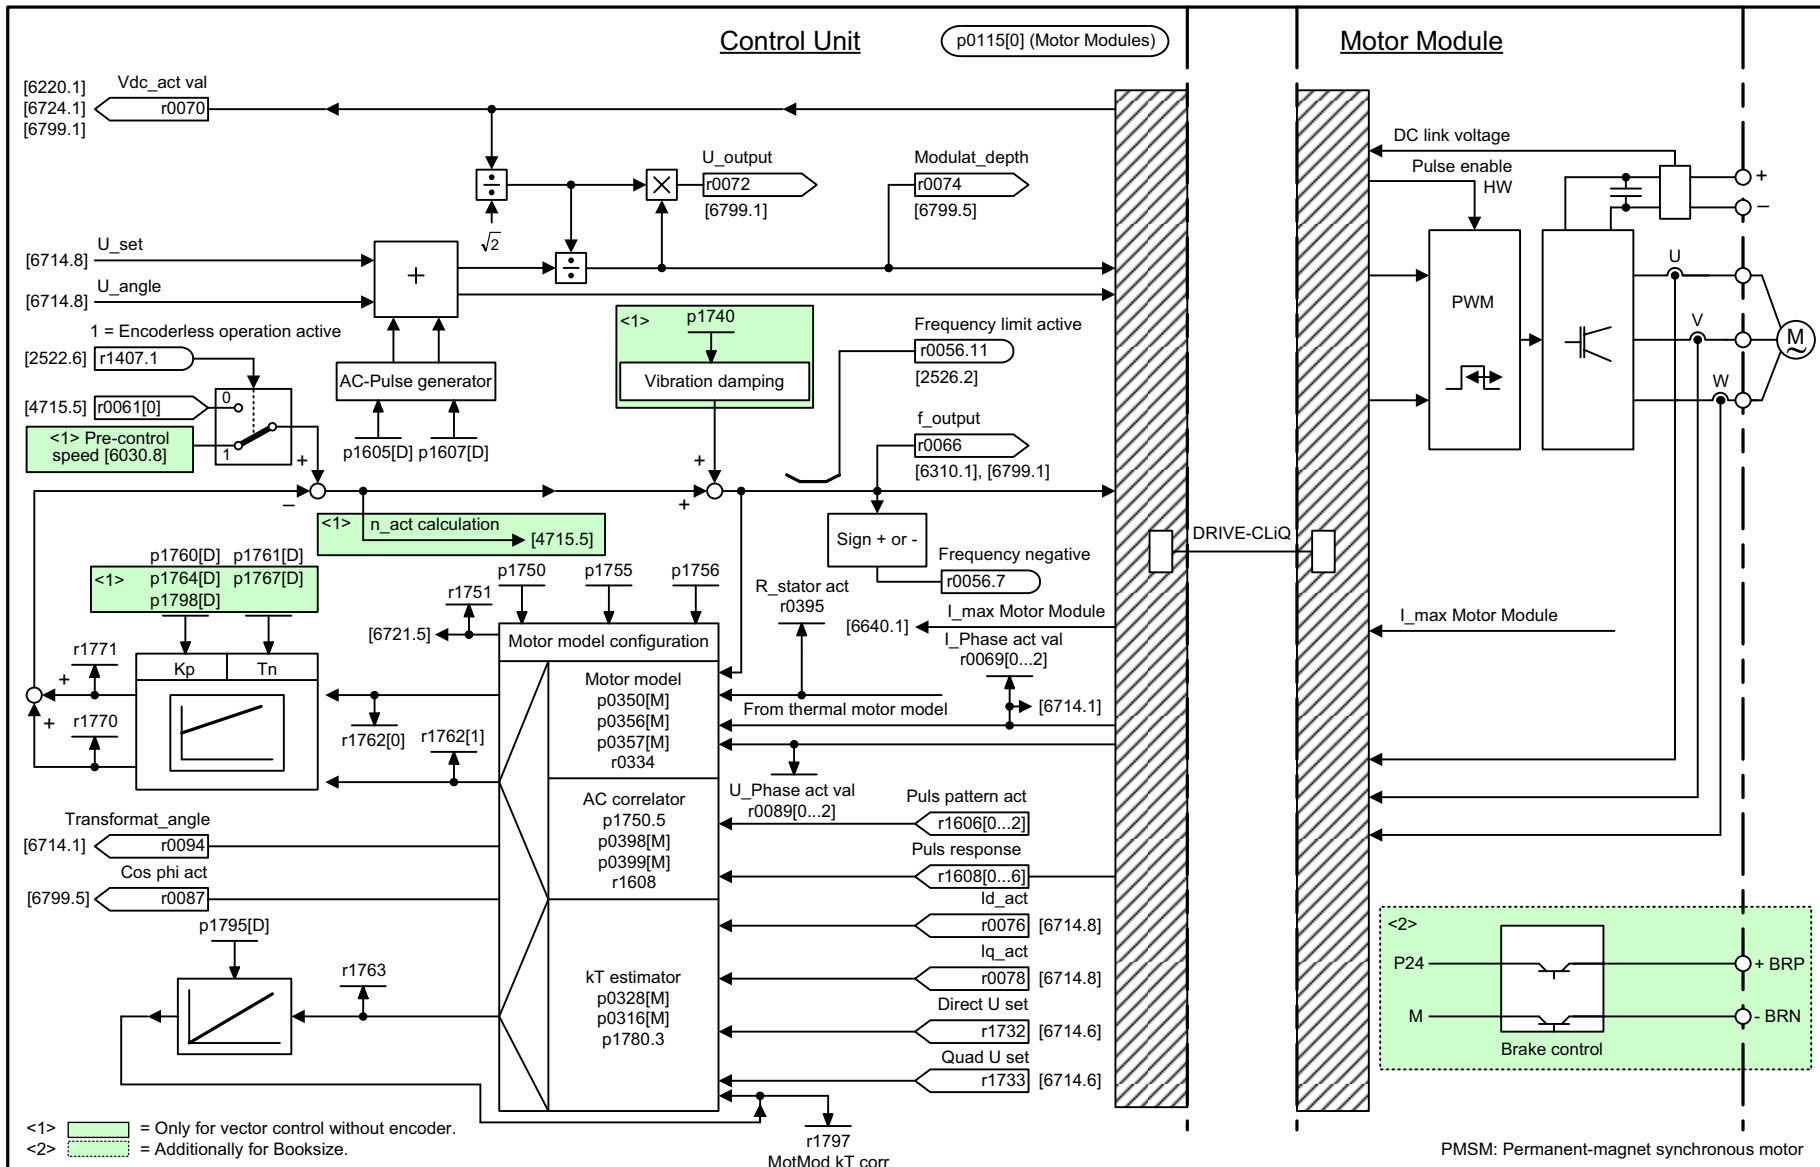 Control Unit
p0115[0] (Motor Modules)
Motor Module
[6220.1]
[6724.1]
[6799.1]
Vdc_act val
r0070
DC link voltage
Pulse enable
HW
+
–
÷
√2
×
U_output
r0072
[6799.1]
Modulat_depth
r0074
[6799.5]
÷
U_set
[6714.8]
U_angle
[6714.8]
+
1 = Encoderless operation active
[2522.6]
r1407.1
[4715.5]
r0061[0]
0
1
<1> Pre-control
speed [6030.8]
AC-Pulse generator
p1605[D]
p1607[D]
<1>
p1740
Vibration damping
Frequency limit active
r0056.11
[2526.2]
f_output
r0066
[6310.1], [6799.1]
PWM
U
V
W
M
~
+
–
+
+
<1>
n_act calculation
[4715.5]
Sign + or -
Frequency negative
r0056.7
DRIVE-CLiQ
p1760[D]
p1761[D]
<1>
p1764[D]
p1767[D]
p1798[D]
r1751
[6721.5]
p1750
p1755
p1756
R_stator act
r0395
I_max Motor Module
[6640.1]
I_Phase act val
r0069[0...2]
I_max Motor Module
Motor model configuration
r1771
Kp
Tn
+
+
r1770
r1762[0]
r1762[1]
Motor model
p0350[M]
p0356[M]
p0357[M]
r0334
From thermal motor model
[6714.1]
U_Phase act val
r0089[0...2]
AC correlator
p1750.5
p0398[M]
p0399[M]
r1608
Puls pattern act
r1606[0...2]
Puls response
r1608[0...6]
Transformat_angle
[6714.1]
r0094
Cos phi act
[6799.5]
r0087
p1795[D]
r1763
kT estimator
p0328[M]
p0316[M]
p1780.3
Id_act
r0076
[6714.8]
Iq_act
r0078
[6714.8]
Direct U set
r1732
[6714.6]
Quad U set
r1733
[6714.6]
r1797
MotMod kT corr
<2>
P24
+ BRP
M
- BRN
Brake control
<1>
= Only for vector control without encoder.
<2>
= Additionally for Booksize.
PMSM: Permanent-magnet synchronous motor